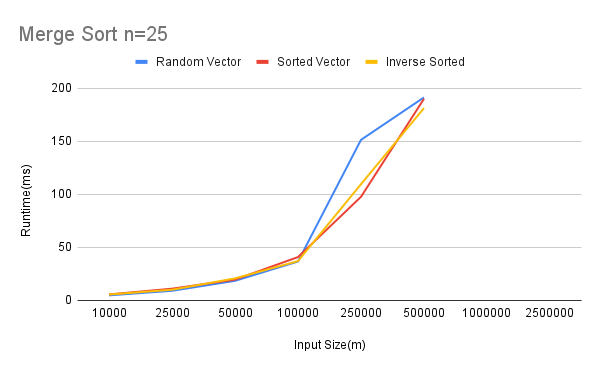 Merge Sort n=25
Random Vector Sorted Vector Inverse Sorted
200
150
100
50
0
Runtime(ms)
10000 25000 50000 100000 250000 500000 1000000 2500000
Input Size(m)